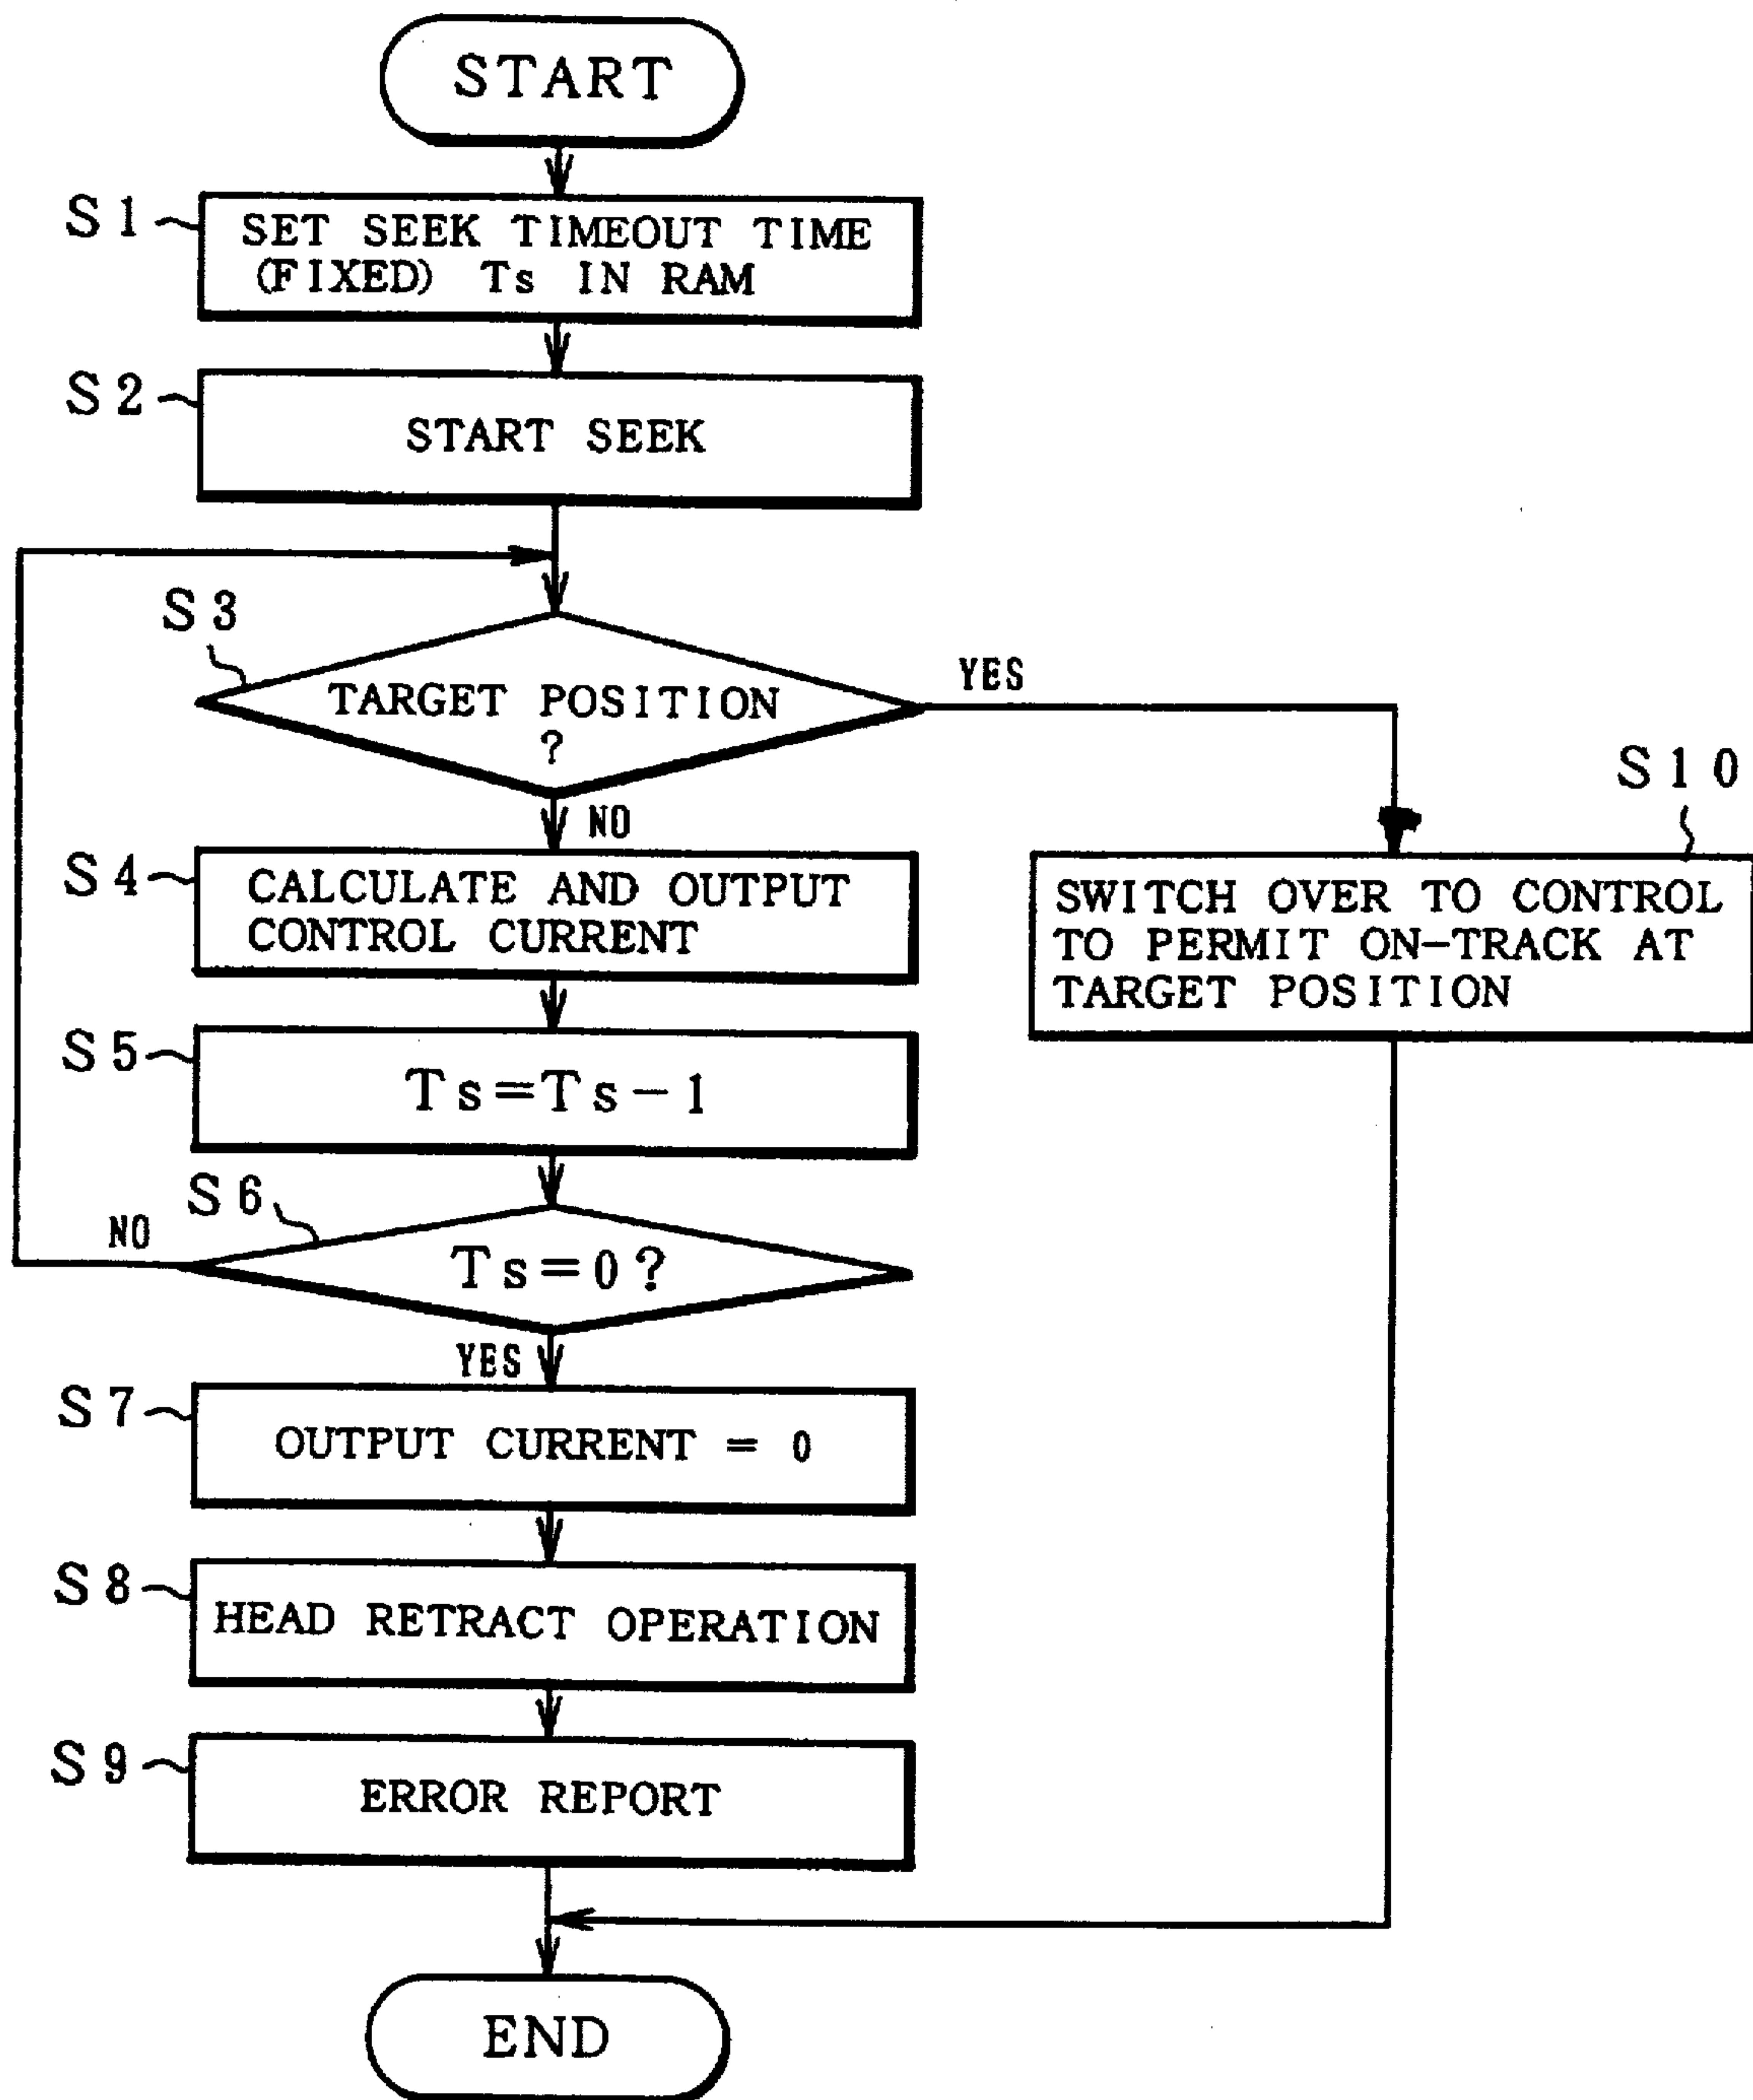 START
S1
SET SEEK TIMEOUT TIME
(FIXED) Ts IN RAM
S2
START SEEK
S3
TARGET POSITION
?
YES
NO
S4
CALCULATE AND OUTPUT
CONTROL CURRENT
S10
SWITCH OVER TO CONTROL
TO PERMIT ON-TRACK AT
TARGET POSITION
S5
Ts=Ts-1
S6
NO
Ts=0?
YES
S7
OUTPUT CURRENT = 0
S8
HEAD RETRACT OPERATION
S9
ERROR REPORT
END